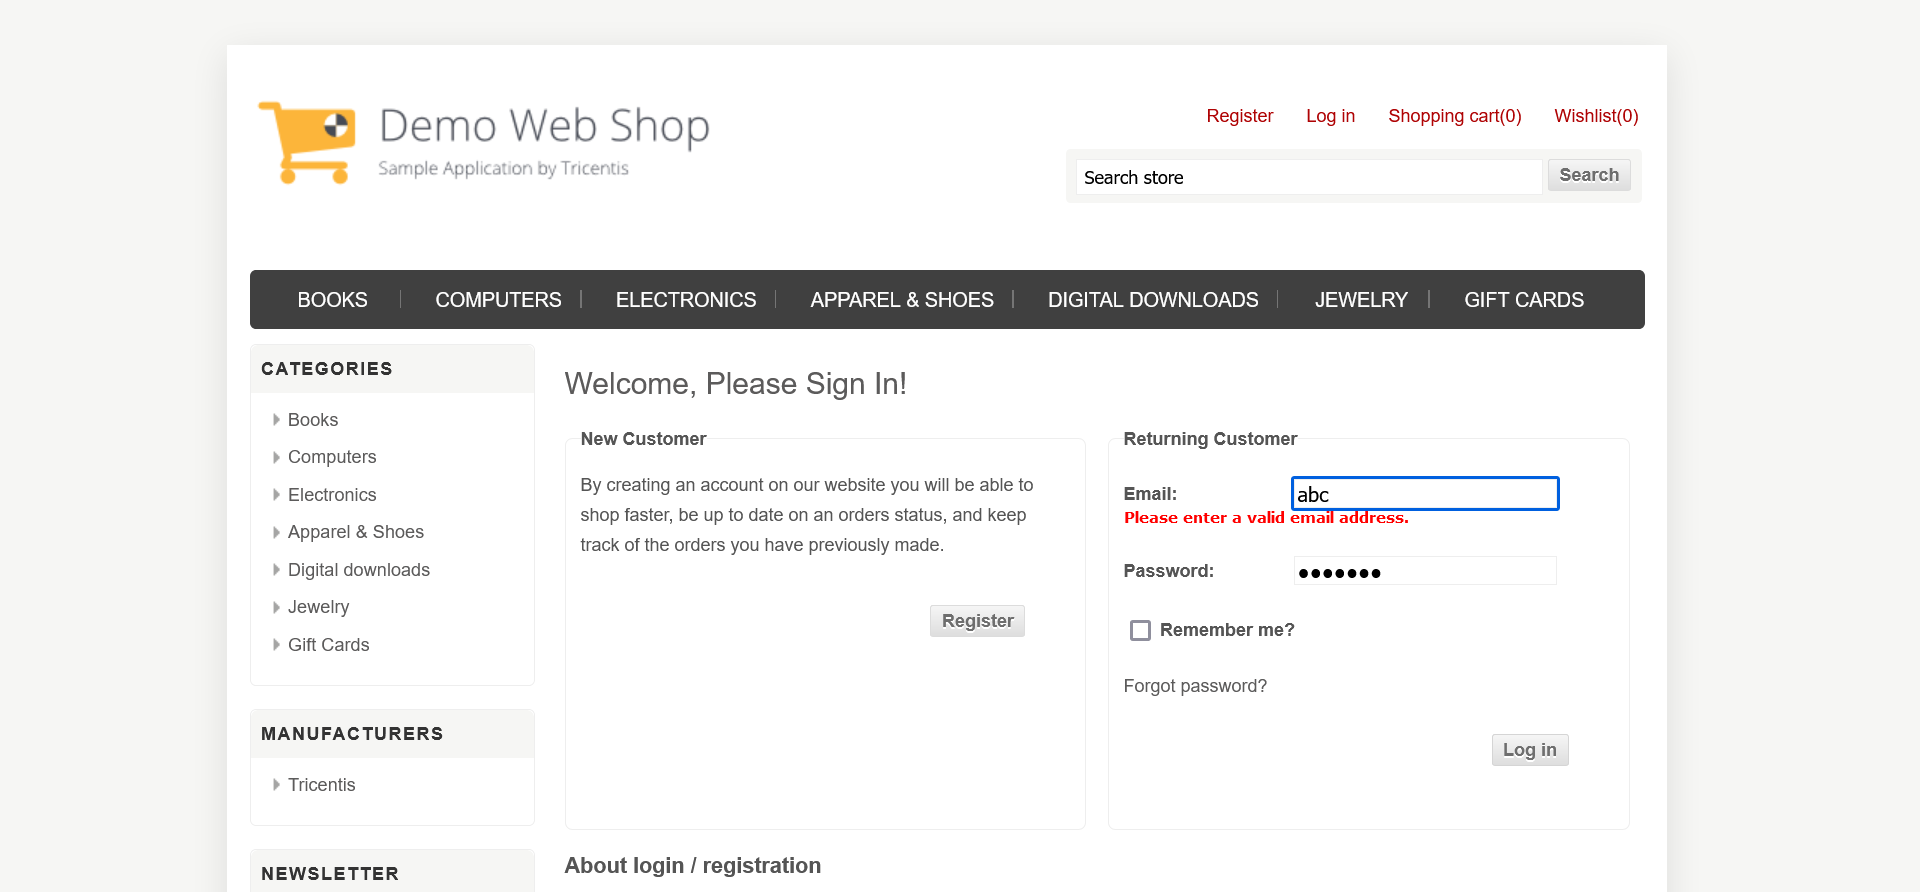 Demo Web Shop
Sample Application by Tricentis
Register Log in Shopping cart(0) Wishlist(0)
Search store Search
BOOKS COMPUTERS ELECTRONICS APPAREL & SHOES DIGITAL DOWNLOADS JEWELRY GIFT CARDS
CATEGORIES
Books
Computers
Electronics
Apparel & Shoes
Digital downloads
Jewelry
Gift Cards
MANUFACTURERS
Tricentis
NEWSLETTER
Welcome, Please Sign In!
New Customer
By creating an account on our website you will be able to
shop faster, be up to date on an orders status, and keep
track of the orders you have previously made.
Register
Returning Customer
Email: abc
Please enter a valid email address.
Password: ●●●●●●●
Remember me?
Forgot password?
Log in
About login / registration